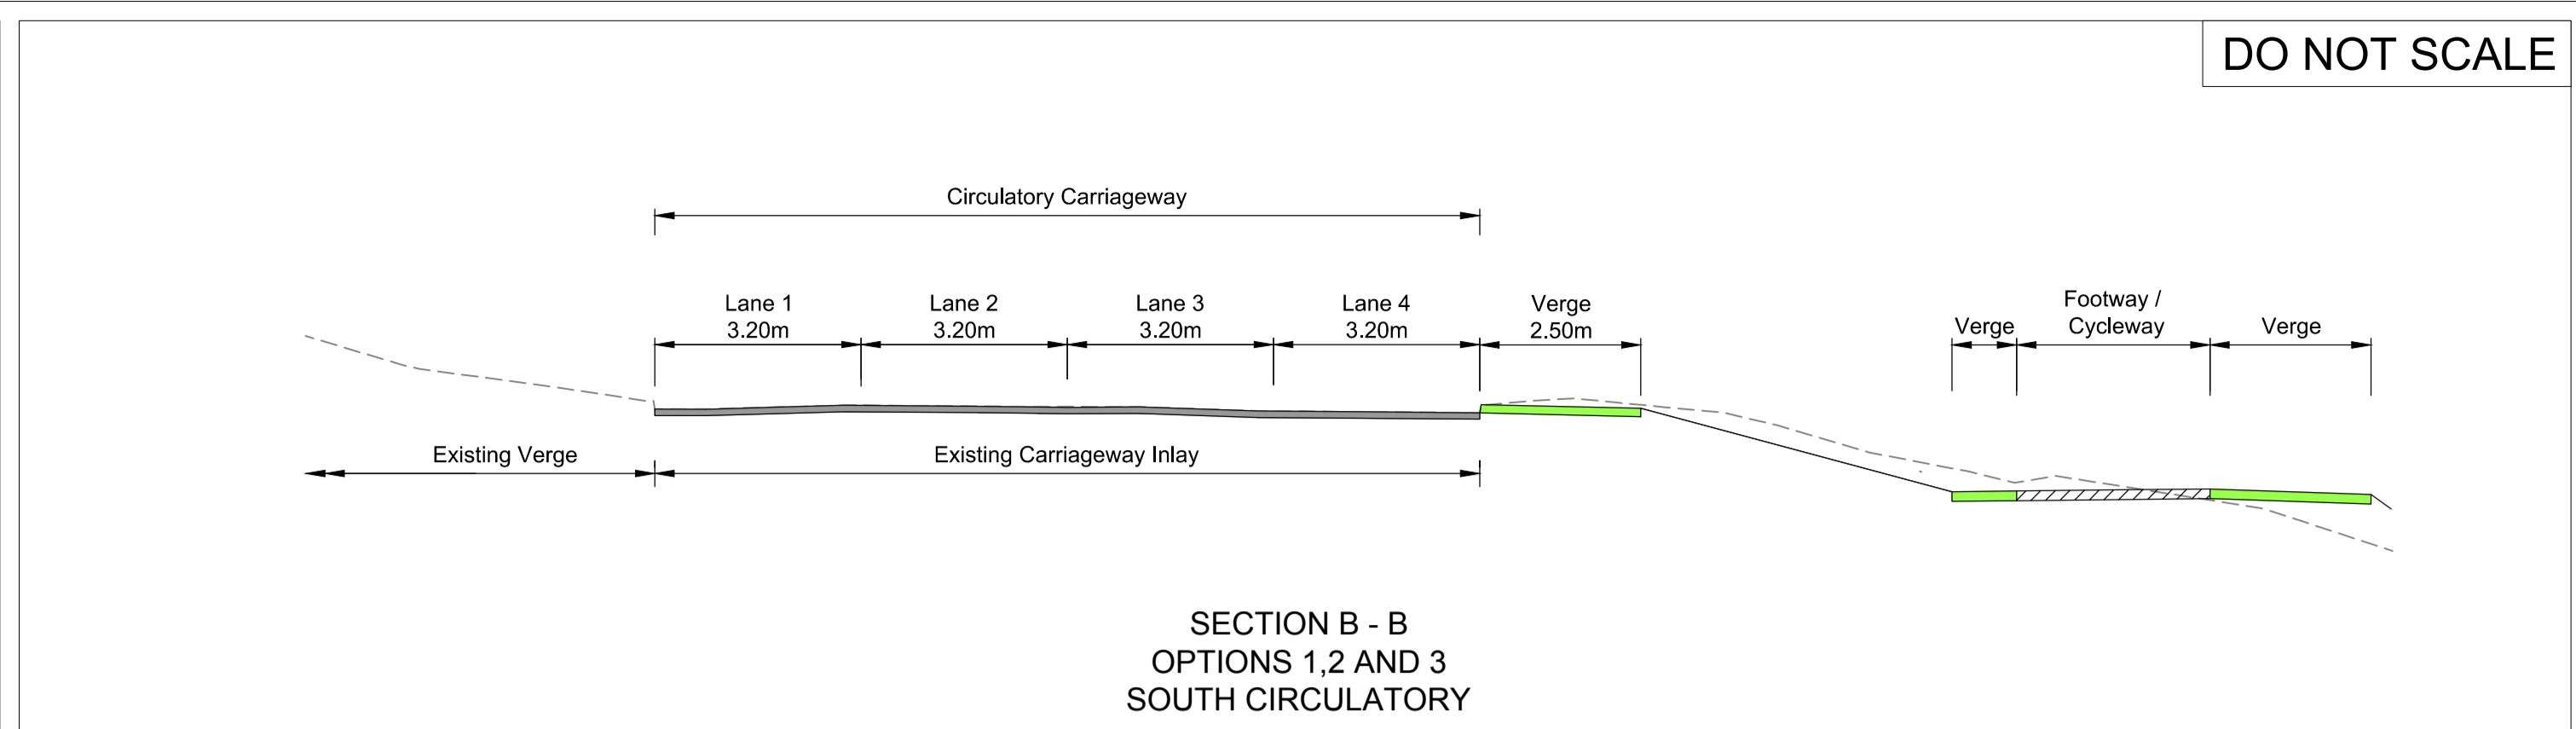 DO NOT SCALE
Circulatory Carriageway
Lane 1
3.20m
Lane 2
3.20m
Lane 3
3.20m
Lane 4
3.20m
Verge
2.50m
Verge
Footway /
Cycleway
Verge
Existing Verge
Existing Carriageway Inlay
SECTION B - B
OPTIONS 1,2 AND 3
SOUTH CIRCULATORY